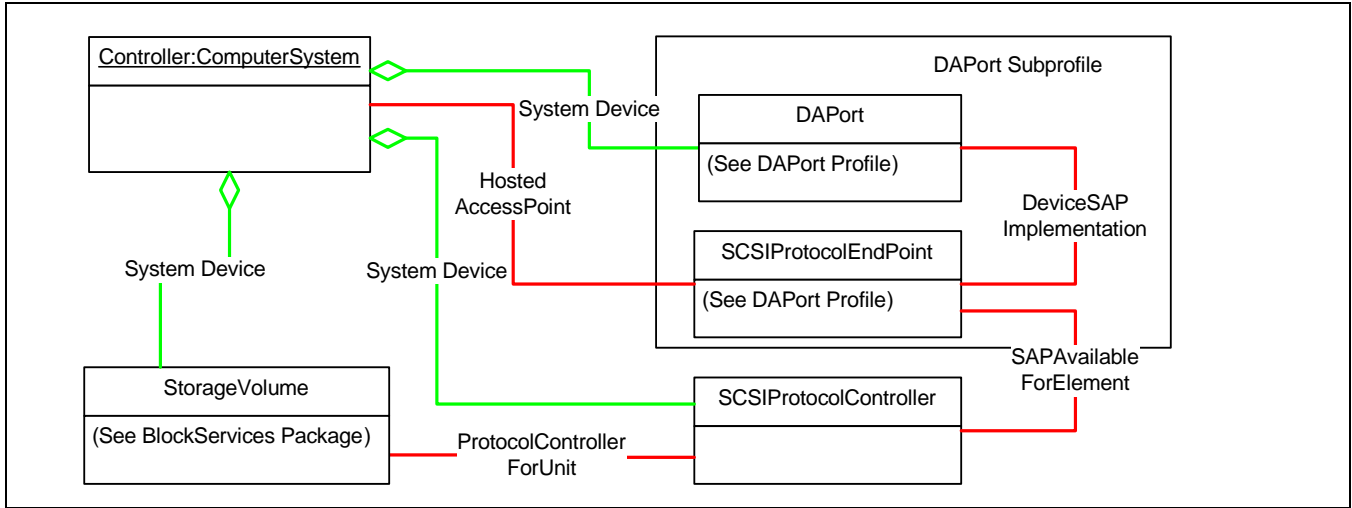 Controller:ComputerSystem
DAPort Subprofile
System Device
DAPort
(See DAPort Profile)
Hosted
AccessPoint
DeviceSAP
Implementation
SCSIProtocolEndPoint
(See DAPort Profile)
System Device
System Device
SAPAvailable
ForElement
StorageVolume
(See BlockServices Package)
SCSIProtocolController
ProtocolController
ForUnit